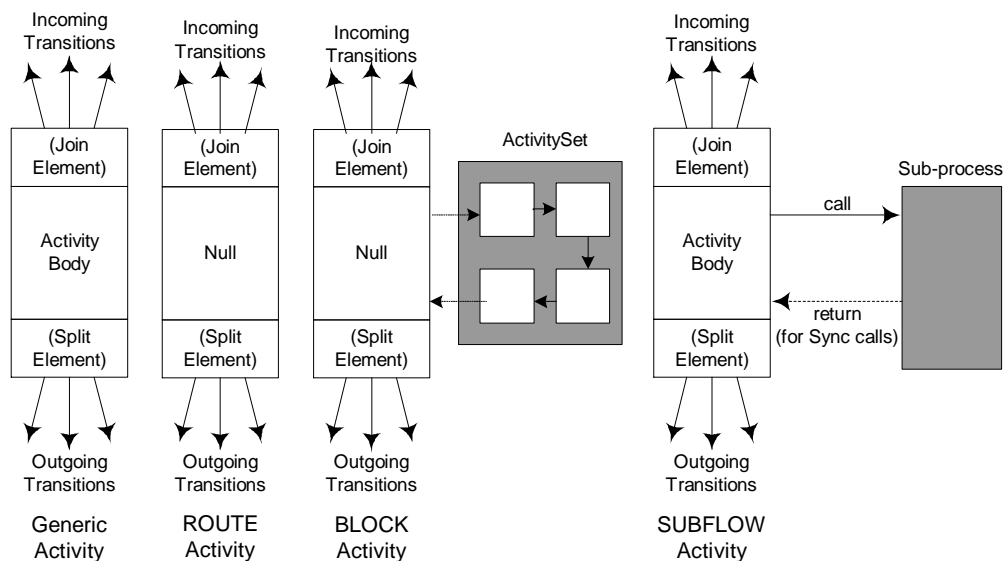 Incoming
Transitions
(Join
Element)
Activity
Body
(Split
Element)
Outgoing
Transitions
Generic
Activity
Incoming
Transitions
(Join
Element)
Null
(Split
Element)
Outgoing
Transitions
ROUTE
Activity
Incoming
Transitions
(Join
Element)
Null
(Split
Element)
Outgoing
Transitions
BLOCK
Activity
ActivitySet
Incoming
Transitions
(Join
Element)
Activity
Body
(Split
Element)
Outgoing
Transitions
SUBFLOW
Activity
Sub-process
call
return
(for Sync calls)